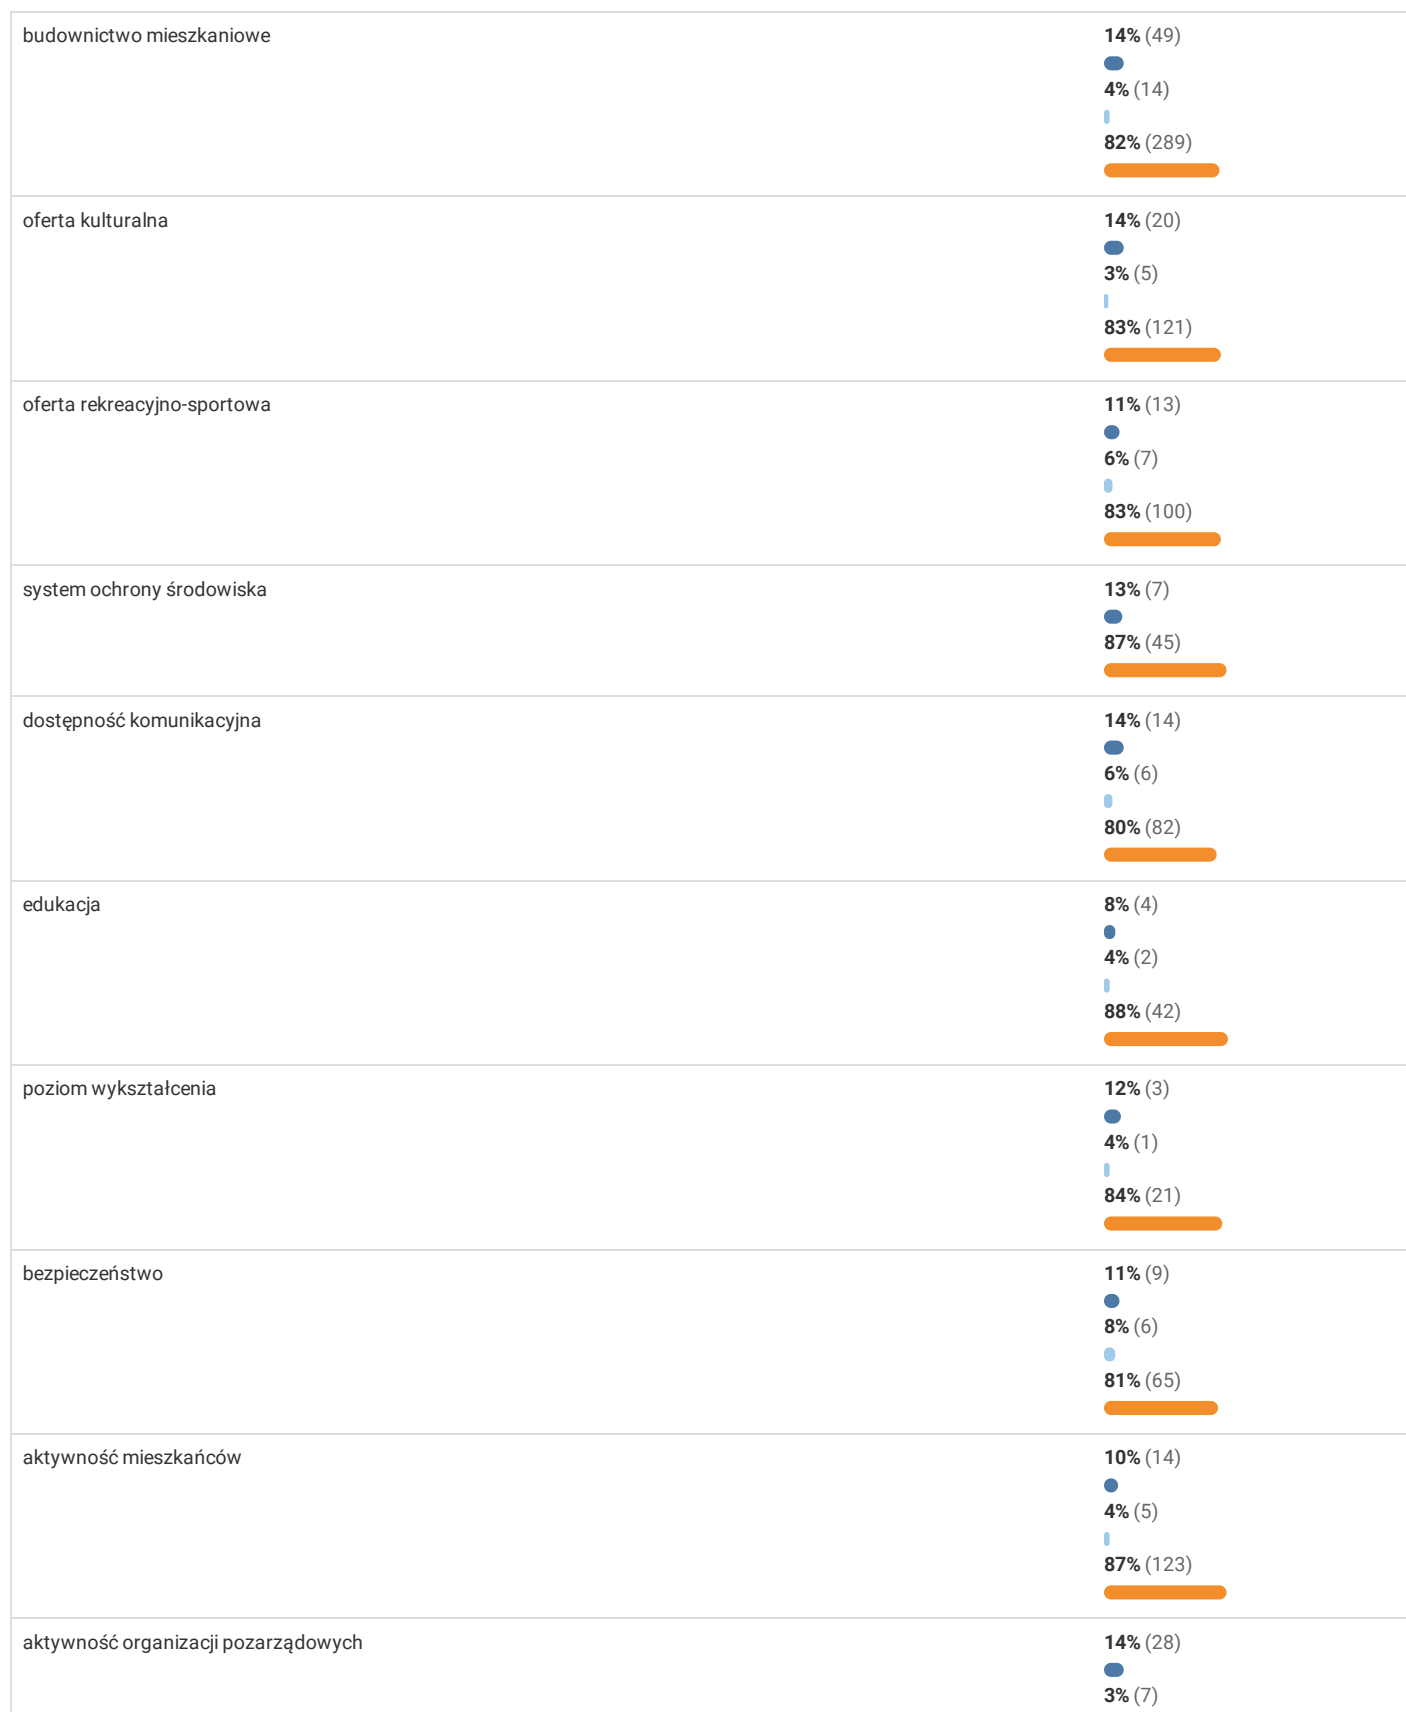 budownictwo mieszkaniowe
14% (49)
4% (14)
82% (289)
oferta kulturalna
14% (20)
3% (5)
83% (121)
oferta rekreacyjno-sportowa
11% (13)
6% (7)
83% (100)
system ochrony środowiska
13% (7)
87% (45)
dostępność komunikacyjna
14% (14)
6% (6)
80% (82)
edukacja
8% (4)
4% (2)
88% (42)
poziom wykształcenia
12% (3)
4% (1)
84% (21)
bezpieczeństwo
11% (9)
8% (6)
81% (65)
aktywność mieszkańców
10% (14)
4% (5)
87% (123)
aktywność organizacji pozarządowych
14% (28)
3% (7)